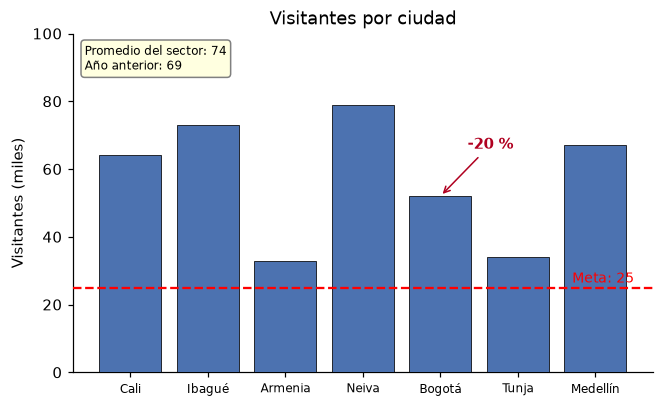 Visitantes por ciudad
Visitantes (miles)
100
80
60
40
20
0
Promedio del sector: 74
Año anterior: 69
-20 %
Meta: 25
Cali
Ibagué
Armenia
Neiva
Bogotá
Tunja
Medellín